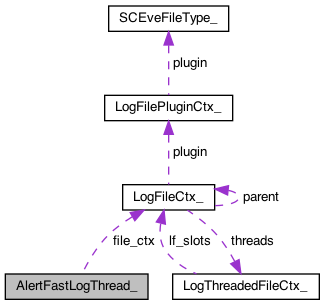 SCEveFileType_
plugin
LogFilePluginCtx_
plugin
LogFileCtx_
parent
file_ctx
lf_slots
threads
AlertFastLogThread_
LogThreadedFileCtx_